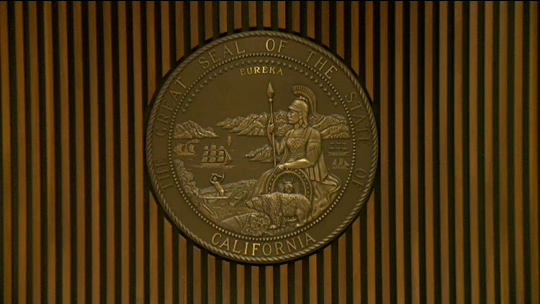 THE GREAT SEAL OF THE STATE OF
EUREKA
CALIFORNIA